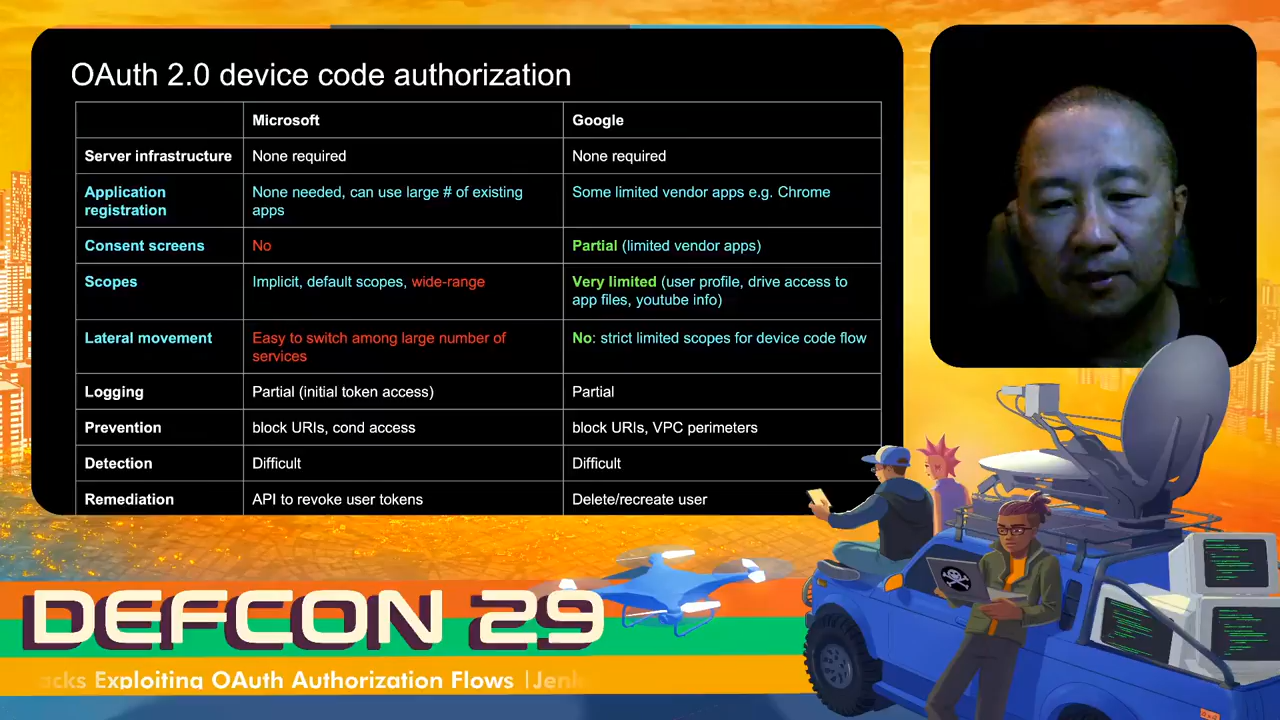 OAuth 2.0 device code authorization
Microsoft
Google
Server infrastructure
None required
None required
Application
registration
None needed, can use large # of existing
apps
Some limited vendor apps e.g. Chrome
Consent screens
No
Partial (limited vendor apps)
Scopes
Implicit, default scopes, wide-range
Very limited (user profile, drive access to
app files, youtube info)
Lateral movement
Easy to switch among large number of
services
No: strict limited scopes for device code flow
Logging
Partial (initial token access)
Partial
Prevention
block URIs, cond access
block URIs, VPC perimeters
Detection
Difficult
Difficult
Remediation
API to revoke user tokens
Delete/recreate user
DEFCON 29
Exploiting OAuth Authorization Flows |